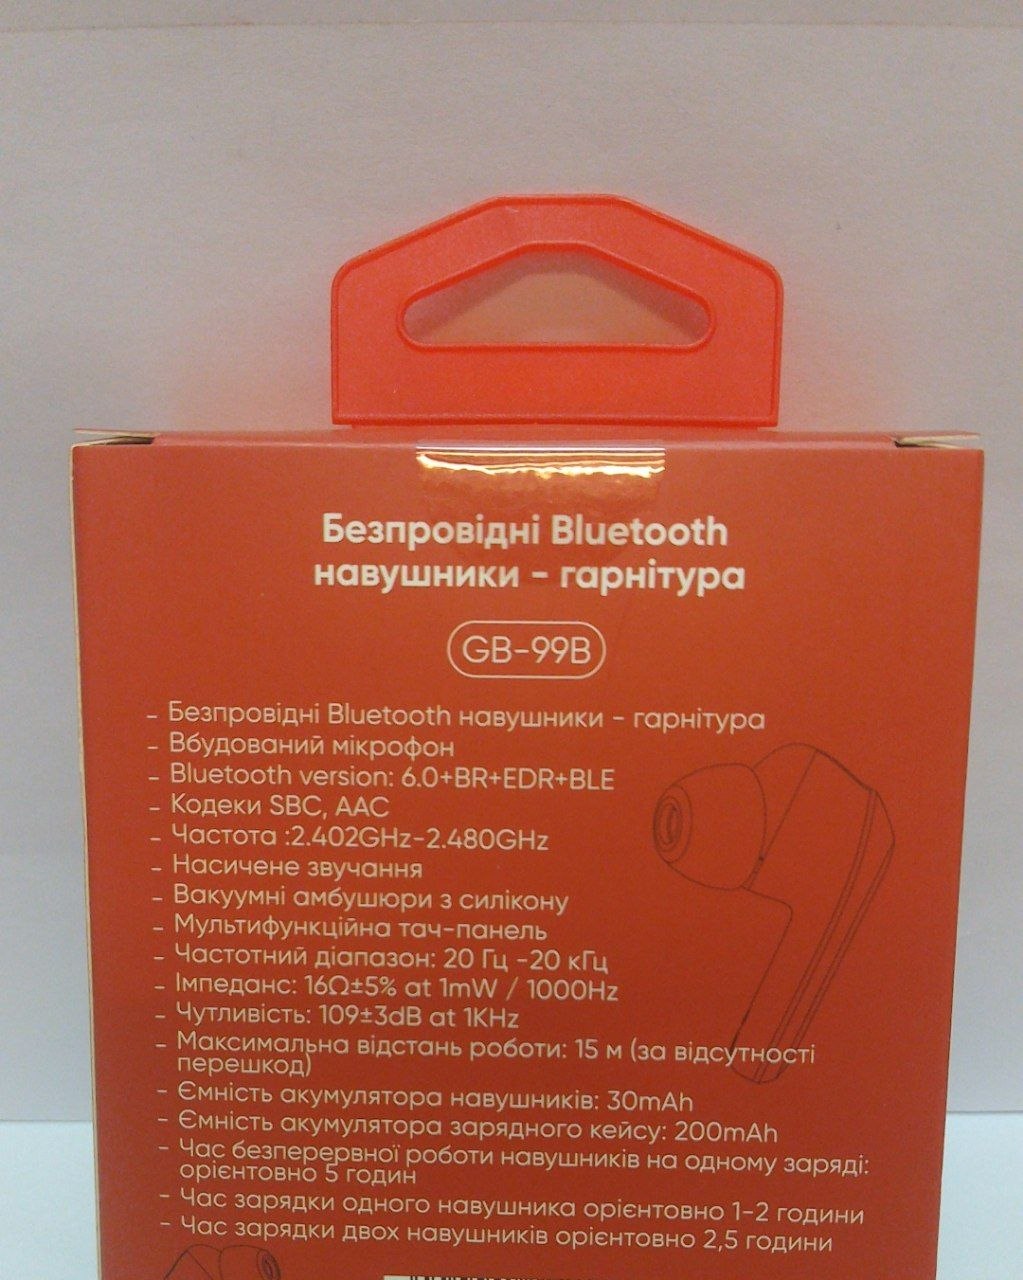 Безпровідні Bluetooth
навушники - гарнітура
GB-99B
- Безпровідні Bluetooth навушники - гарнітура
- Вбудований мікрофон
- Bluetooth version: 6.0+BR+EDR+BLE
- Кодеки SBC, AAC
- Частота :2.402GHz-2.480GHz
- Насичене звучання
- Вакуумні амбушюри з силікону
- Мультифункційна тач-панель
- Частотний діапазон: 20 Гц -20 кГц
- Імпеданс: 16Ω±5% at 1mW / 1000Hz
- Чутливість: 109±3dB at 1KHz
- Максимальна відстань роботи: 15 м (за відсутності
перешкод)
- Ємність акумулятора навушників: 30mAh
- Ємність акумулятора зарядного кейсу: 200mAh
- Час безперервної роботи навушників на одному заряді:
орієнтовно 5 годин
- Час зарядки одного навушника орієнтовно 1-2 години
- Час зарядки двох навушників орієнтовно 2,5 години